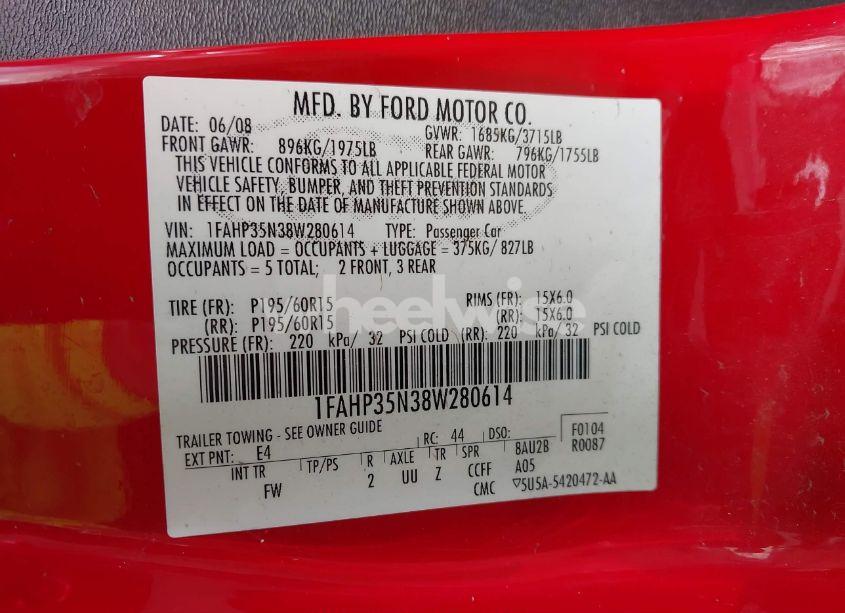 MFD. BY FORD MOTOR CO.
DATE: 06/08 GVWR: 1685KG/3715LB
FRONT GAWR: 896KG/1975LB REAR GAWR: 796KG/1755LB
THIS VEHICLE CONFORMS TO ALL APPLICABLE FEDERAL MOTOR
VEHICLE SAFETY, BUMPER, AND THEFT PREVENTION STANDARDS
IN EFFECT ON THE DATE OF MANUFACTURE SHOWN ABOVE.
VIN: 1FAHP35N38W280614 TYPE: Passenger Car
MAXIMUM LOAD = OCCUPANTS + LUGGAGE = 375KG/ 827LB
OCCUPANTS = 5 TOTAL; 2 FRONT, 3 REAR
TIRE (FR): P195/60R15 RIMS (FR): 15X6.0
(RR): P195/60R15 (RR): 15X6.0
PRESSURE (FR): 220 kPa/ 32 PSI COLD (RR): 220 kPa/ 32 PSI COLD
heelwise
1FAHP35N38W280614
TRAILER TOWING - SEE OWNER GUIDE
EXT PNT: E4 RC: 44 DSO: F0104
INT TR TP/PS R AXLE TR SPR 8AU2B R0087
FW 2 UU Z CCFF A05
CMC ▽5U5A-5420472-AA